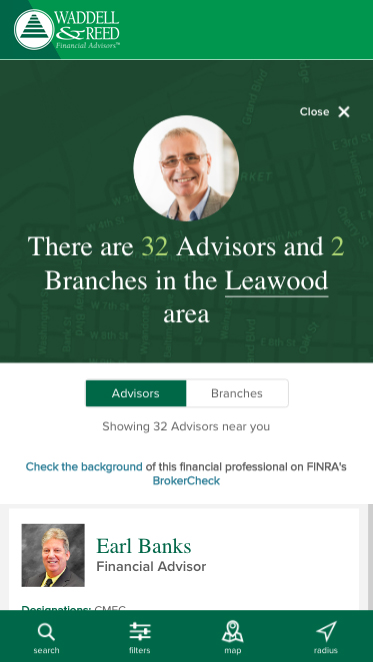 WADDELL
& REED
Financial Advisors™
Close ✕
There are 32 Advisors and 2
Branches in the Leawood
area
Advisors
Branches
Showing 32 Advisors near you
Check the background of this financial professional on FINRA's
BrokerCheck
Earl Banks
Financial Advisor
Designations: CMFC
search
filters
map
radius